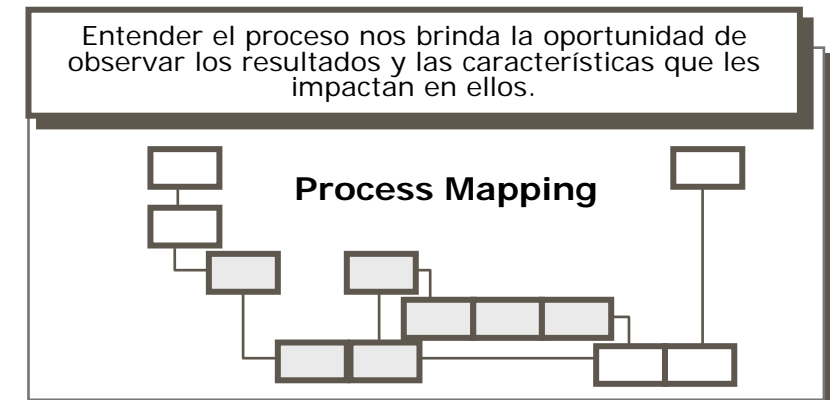 Entender el proceso nos brinda la oportunidad de
observar los resultados y las características que les
impactan en ellos.
Process Mapping